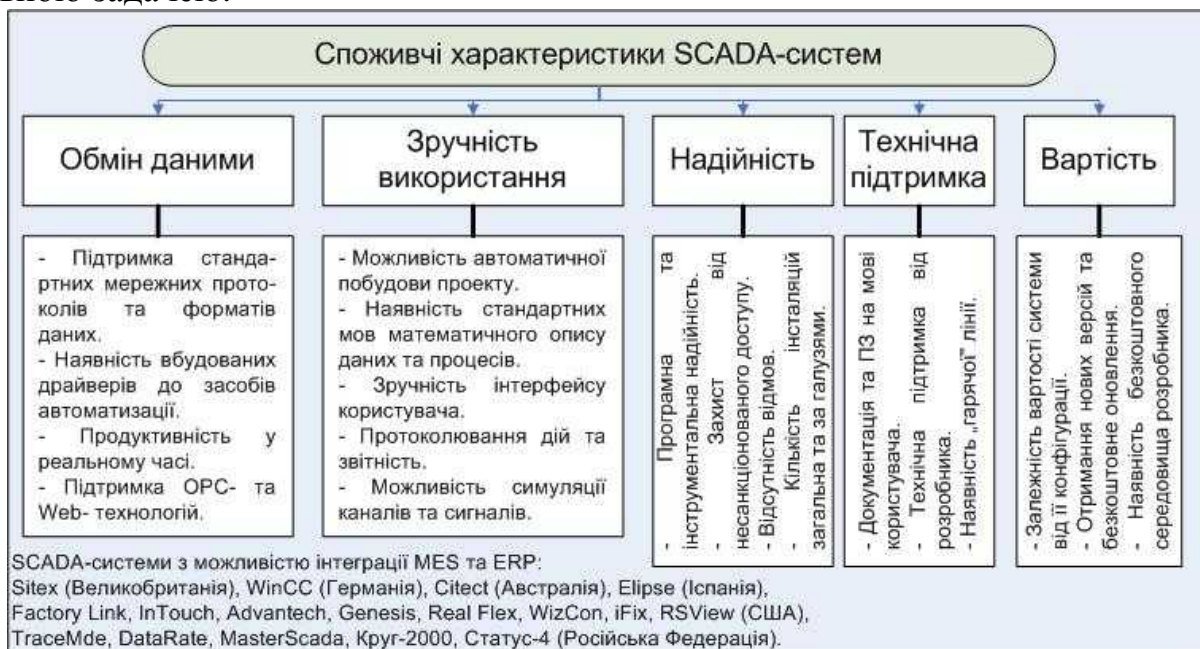 Споживчі характеристики SCADA-систем
Обмін даними
Зручність
використання
Надійність
Технічна
підтримка
Вартість
- Підтримка станда-
ртних мережних прото-
колів та форматів
даних.
- Наявність вбудованих
драйверів до засобів
автоматизації.
- Продуктивність у
реальному часі.
- Підтримка OPC- та
Web- технологій.
- Можливість автоматичної
побудови проекту.
- Наявність стандартних
мов математичного опису
даних та процесів.
- Зручність інтерфейсу
користувача.
- Протоколювання дій та
звітність.
- Можливість симуляції
каналів та сигналів.
- Програмна та
інструментальна надійність.
- Захист від
несанкціонованого доступу.
- Відсутність відмов.
- Кількість інсталяцій
загальна та за галузями.
- Документація та ПЗ на мові
користувача.
- Технічна підтримка від
розробника.
- Наявність „гарячої" лінії.
- Залежність вартості системи
від її конфігурації.
- Отримання нових версій та
безкоштовне оновлення.
- Наявність безкоштовного
середовища розробника.
SCADA-системи з можливістю інтеграції MES та ERP:
Sitex (Великобританія), WinCC (Германія), Citect (Австралія), Elipse (Іспанія),
Factory Link, InTouch, Advantech, Genesis, Real Flex, WizCon, iFix, RSView (США),
TraceMde, DataRate, MasterScada, Круг-2000, Статус-4 (Російська Федерація).